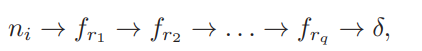 n_i → f_{r_1} → f_{r_2} → … → f_{r_q} → δ,